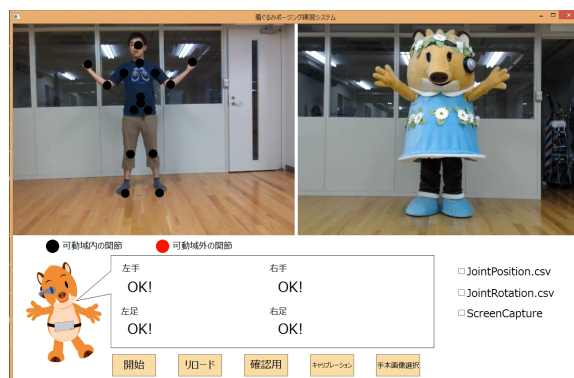 着ぐるみポージング練習システム
可動域内の関節
可動域外の関節
左手
右手
OK!
OK!
左足
右足
OK!
OK!
JointPosition.csv
JointRotation.csv
ScreenCapture
開始
リロード
確認用
キャリブレーション
手本画像選択